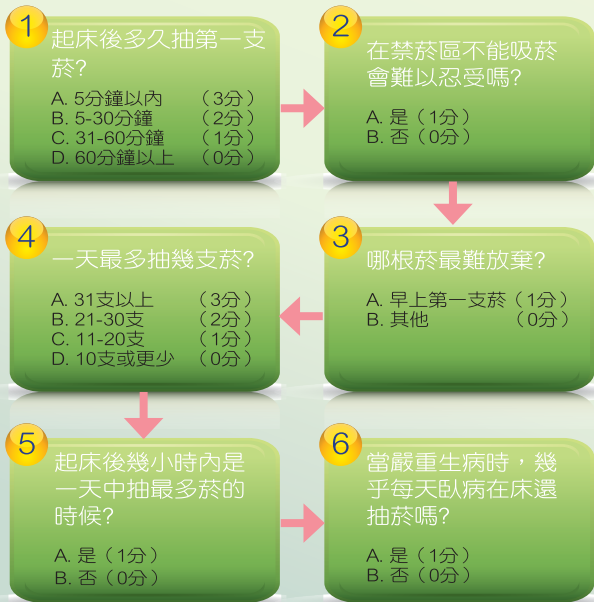 1
起床後多久抽第一支
菸?
A. 5分鐘以內 （3分）
B. 5-30分鐘 （2分）
C. 31-60分鐘 （1分）
D. 60分鐘以上 （0分）
2
在禁菸區不能吸菸
會難以忍受嗎?
A. 是（1分）
B. 否（0分）
3
哪根菸最難放棄?
A. 早上第一支菸（1分）
B. 其他 （0分）
4
一天最多抽幾支菸?
A. 31支以上 （3分）
B. 21-30支 （2分）
C. 11-20支 （1分）
D. 10支或更少 （0分）
5
起床後幾小時內是
一天中抽最多菸的
時候?
A. 是（1分）
B. 否（0分）
6
當嚴重生病時，幾
乎每天臥病在床還
抽菸嗎?
A. 是（1分）
B. 否（0分）